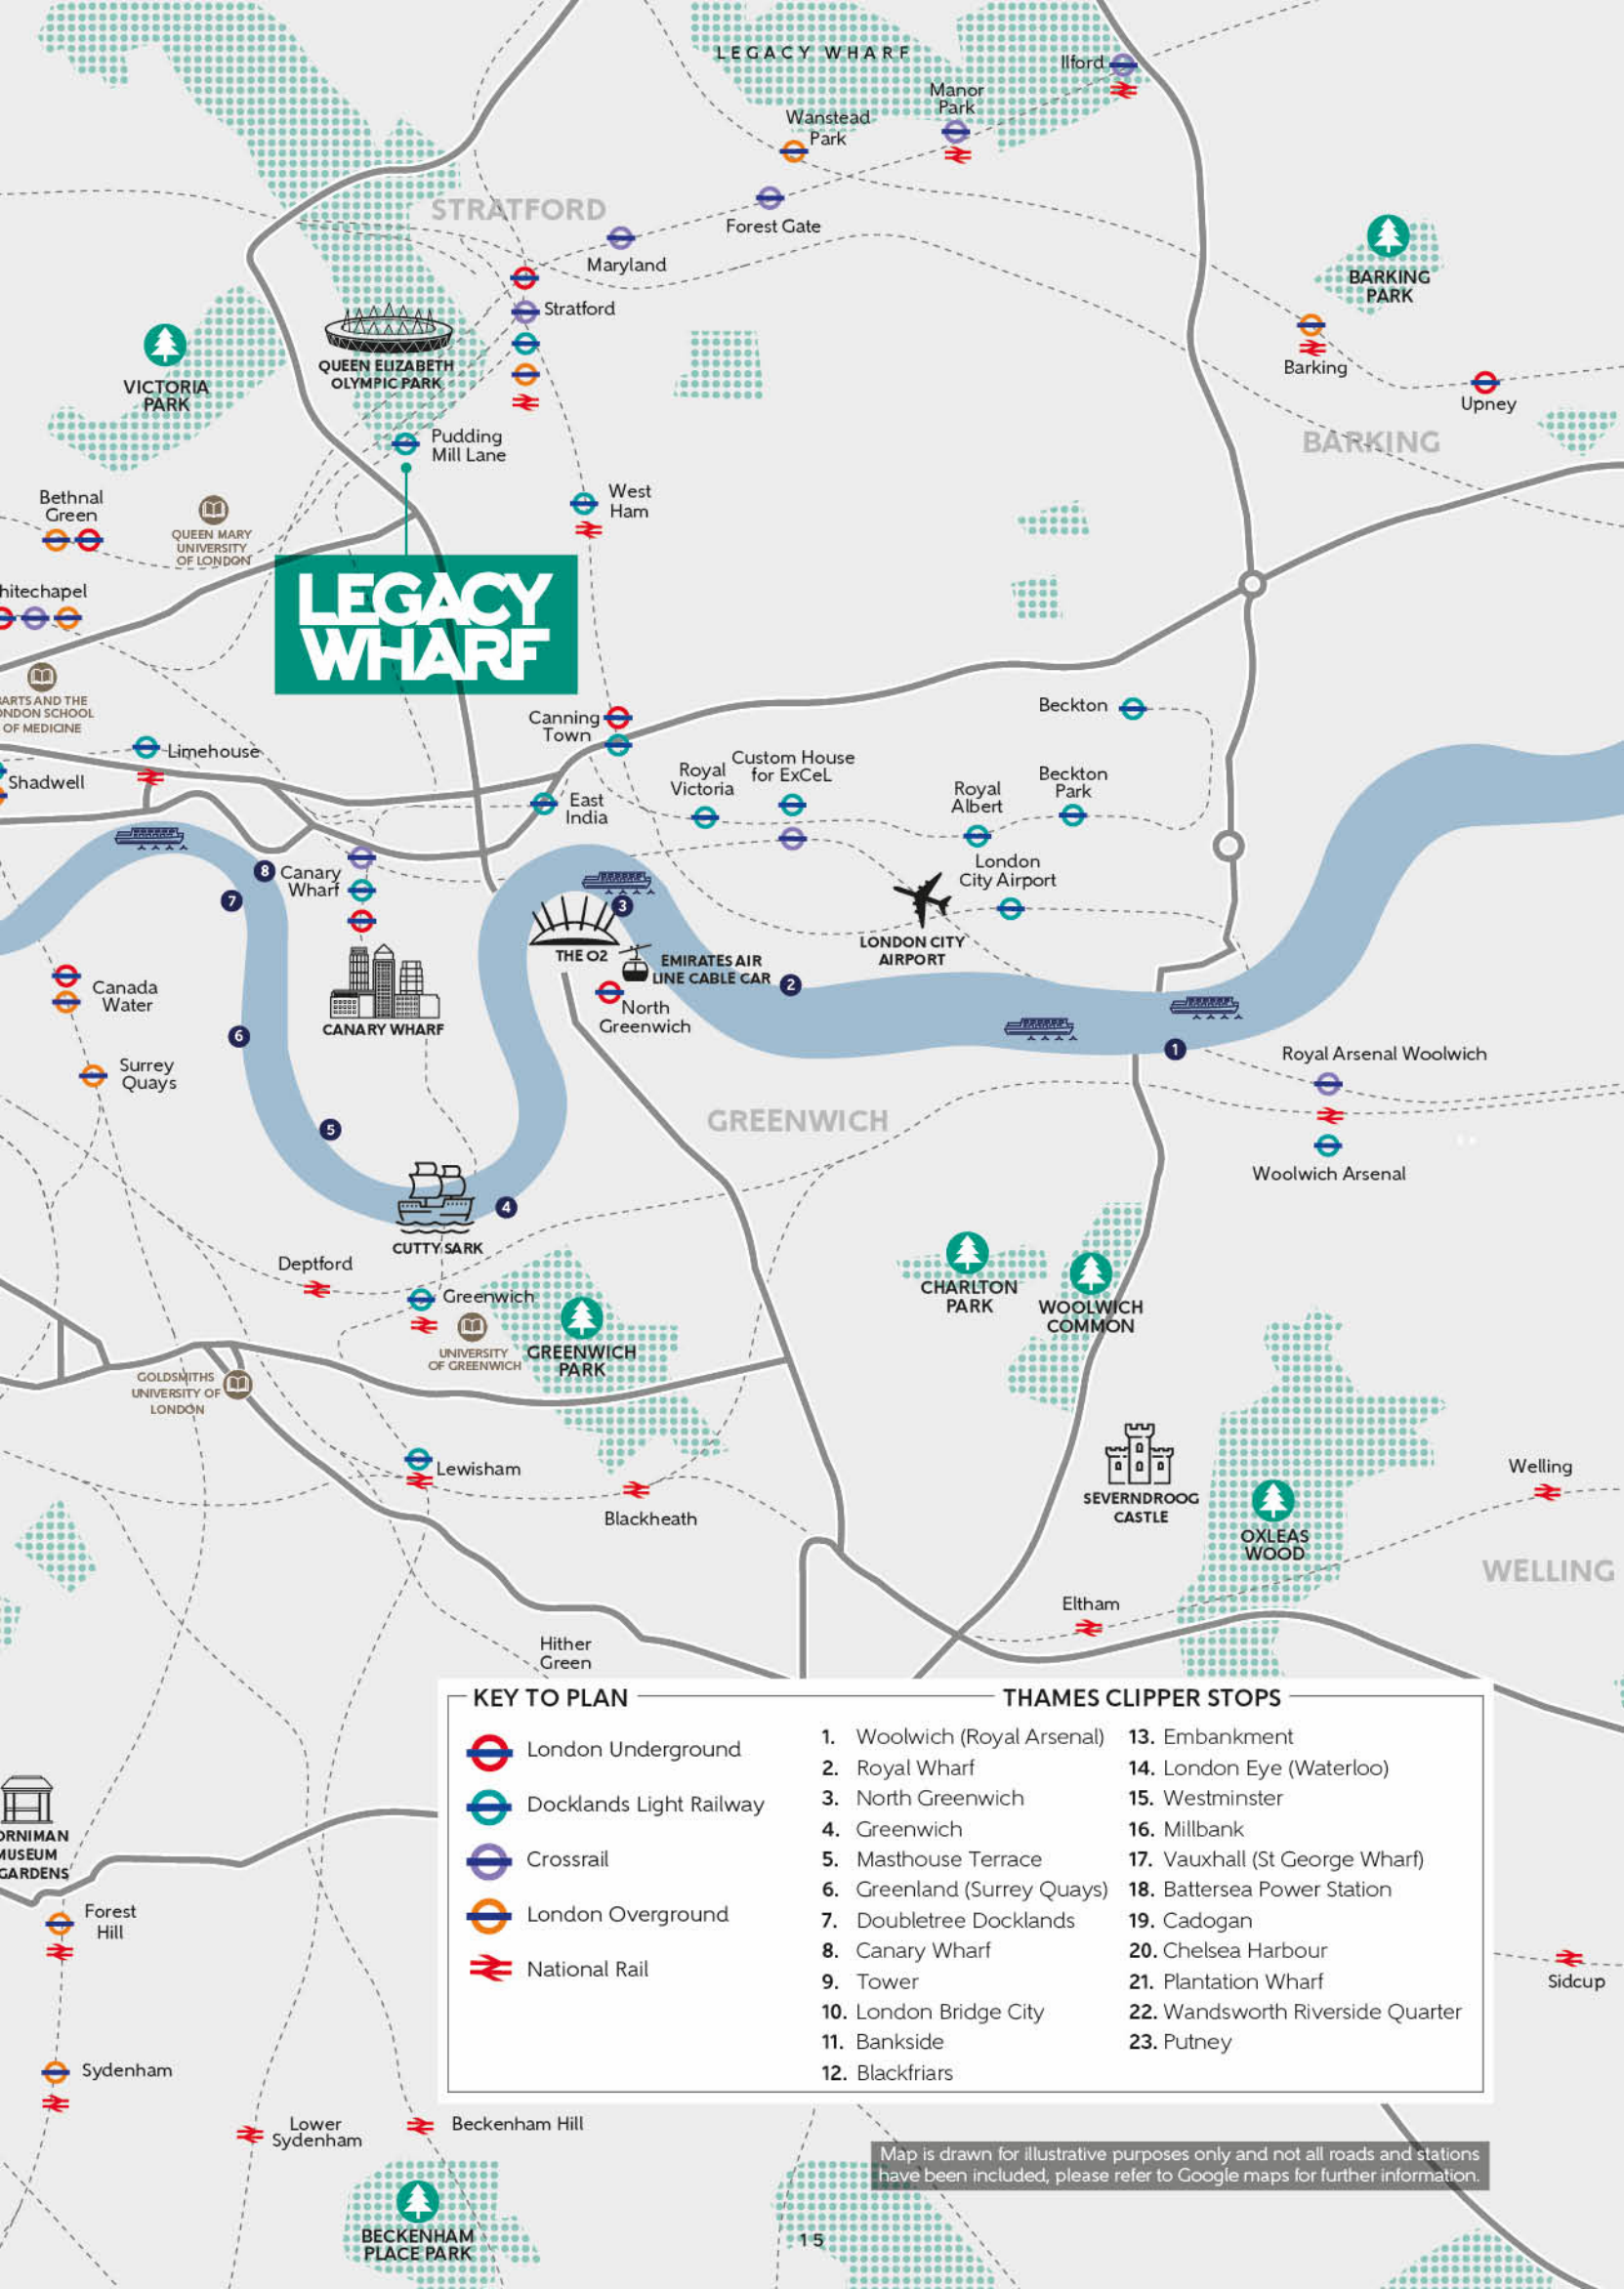 LEGACY WHARF
Ilford
Manor
Park
Wanstead
Park
STRATFORD
Forest Gate
Maryland
Stratford
BARKING
PARK
QUEEN ELIZABETH
OLYMPIC PARK
VICTORIA
PARK
Barking
Upney
BARKING
Pudding
Mill Lane
West
Ham
Bethnal
Green
QUEEN MARY
UNIVERSITY
OF LONDON
hitechapel
LEGACY
WHARF
ARTS AND THE
ONDON SCHOOL
OF MEDICINE
Limehouse
Shadwell
Canning
Town
Beckton
Royal
Victoria
Custom House
for ExCeL
Royal
Albert
Beckton
Park
East
India
London
City Airport
8
Canary
Wharf
7
3
THE O2
EMIRATES AIR
LINE CABLE CAR
2
LONDON CITY
AIRPORT
Canada
Water
CANARY WHARF
North
Greenwich
6
1
Royal Arsenal Woolwich
Surrey
Quays
5
GREENWICH
Woolwich Arsenal
4
CUTTY SARK
Deptford
Greenwich
UNIVERSITY
OF GREENWICH
GREENWICH
PARK
CHARLTON
PARK
WOOLWICH
COMMON
GOLDSMITHS
UNIVERSITY OF
LONDON
Lewisham
Blackheath
SEVERNDROOG
CASTLE
OXLEAS
WOOD
Welling
WELLING
Eltham
Hither
Green
KEY TO PLAN
London Underground
Docklands Light Railway
Crossrail
London Overground
National Rail
THAMES CLIPPER STOPS
1. Woolwich (Royal Arsenal)
2. Royal Wharf
3. North Greenwich
4. Greenwich
5. Masthouse Terrace
6. Greenland (Surrey Quays)
7. Doubletree Docklands
8. Canary Wharf
9. Tower
10. London Bridge City
11. Bankside
12. Blackfriars
13. Embankment
14. London Eye (Waterloo)
15. Westminster
16. Millbank
17. Vauxhall (St George Wharf)
18. Battersea Power Station
19. Cadogan
20. Chelsea Harbour
21. Plantation Wharf
22. Wandsworth Riverside Quarter
23. Putney
ORNIMAN
MUSEUM
GARDENS
Forest
Hill
Sidcup
Sydenham
Lower
Sydenham
Beckenham Hill
Map is drawn for illustrative purposes only and not all roads and stations
have been included, please refer to Google maps for further information.
BECKENHAM
PLACE PARK
15